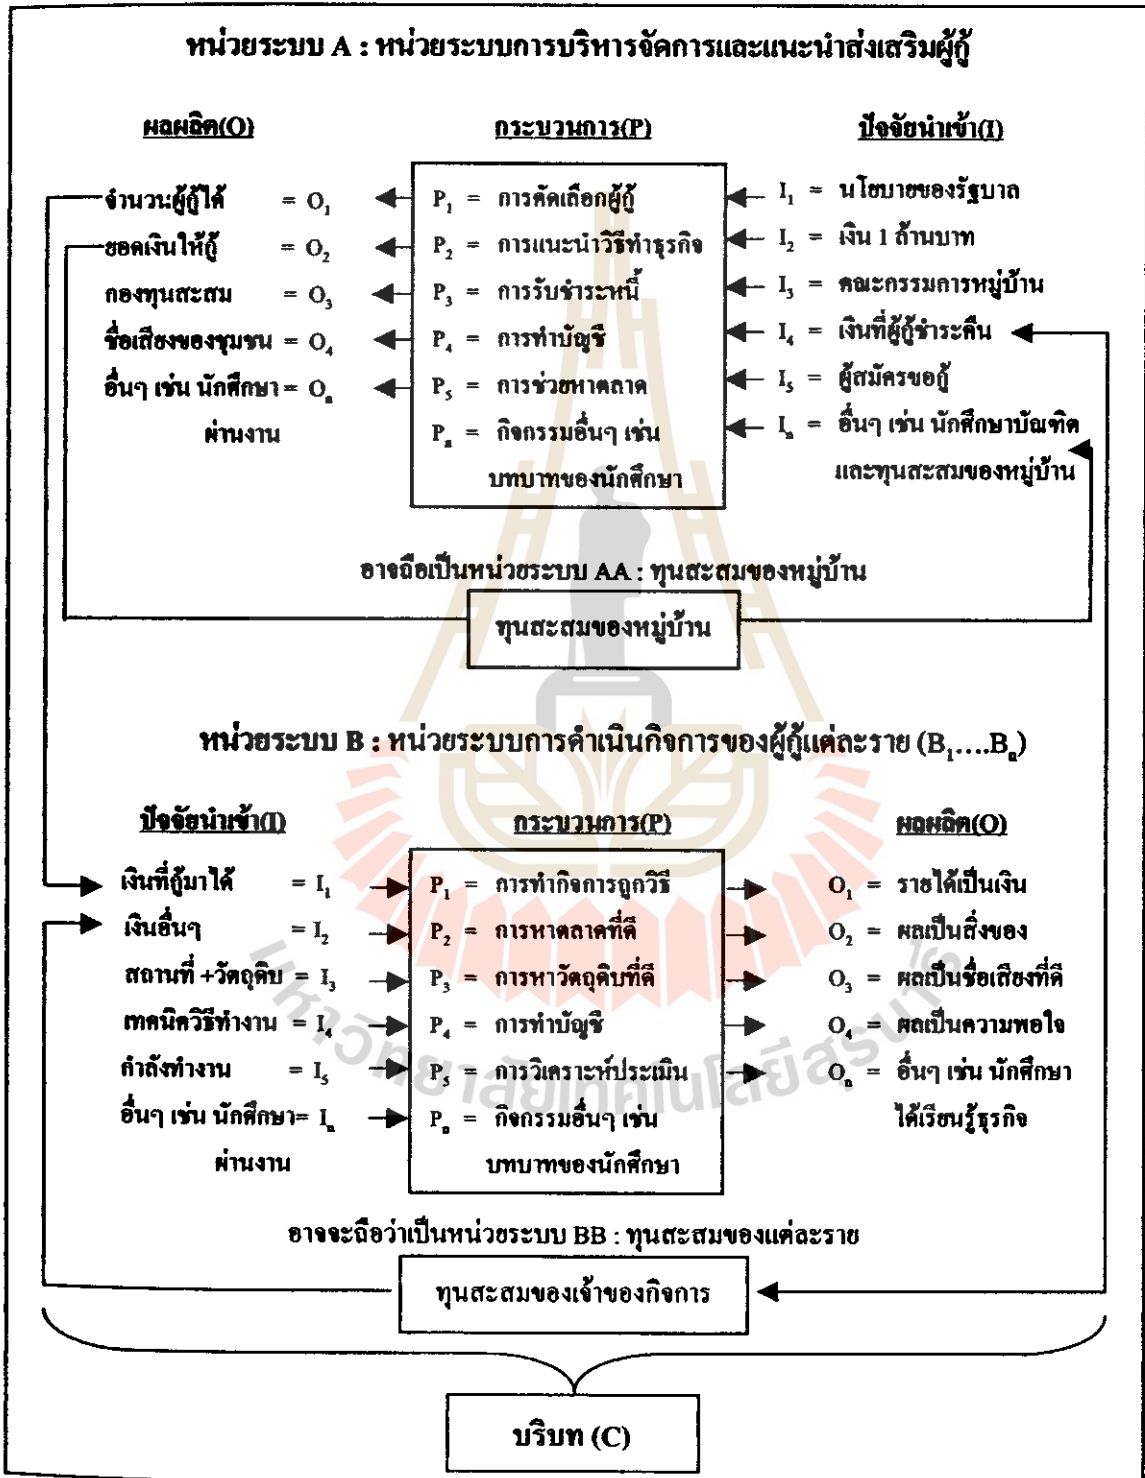 หน่วยระบบ A : หน่วยระบบการบริหารจัดการและแนะนำส่งเสริมผู้กู้
ผลผลิต(O) กระบวนการ(P) ปัจจัยนำเข้า(I)
จำนวนผู้กู้ได้ = O₁ P₁ = การคัดเลือกผู้กู้ I₁ = นโยบายของรัฐบาล
ยอดเงินให้กู้ = O₂ P₂ = การแนะนำวิธีทำธุรกิจ I₂ = เงิน 1 ล้านบาท
กองทุนสะสม = O₃ P₃ = การรับชำระหนี้ I₃ = คณะกรรมการหมู่บ้าน
ชื่อเสียงของชุมชน = O₄ P₄ = การทำบัญชี I₄ = เงินที่ผู้กู้ชำระคืน
อื่นๆ เช่น นักศึกษา = Oₙ P₅ = การช่วยหาตลาด I₅ = ผู้สมัครขอกู้
ผ่านงาน Pₙ = กิจกรรมอื่นๆ เช่น Iₙ = อื่นๆ เช่น นักศึกษาบัณฑิต
บทบาทของนักศึกษา และทุนสะสมของหมู่บ้าน
อาจถือเป็นหน่วยระบบ AA : ทุนสะสมของหมู่บ้าน
ทุนสะสมของหมู่บ้าน
หน่วยระบบ B : หน่วยระบบการดำเนินกิจการของผู้กู้แต่ละราย (B₁....Bₙ)
ปัจจัยนำเข้า(I) กระบวนการ(P) ผลผลิต(O)
เงินที่กู้มาได้ = I₁ P₁ = การทำกิจการถูกวิธี O₁ = รายได้เป็นเงิน
เงินอื่นๆ = I₂ P₂ = การหาตลาดที่ดี O₂ = ผลเป็นสิ่งของ
สถานที่ +วัตถุดิบ = I₃ P₃ = การหาวัตถุดิบที่ดี O₃ = ผลเป็นชื่อเสียงที่ดี
เทคนิควิธีทำงาน = I₄ P₄ = การทำบัญชี O₄ = ผลเป็นความพอใจ
กำลังทำงาน = I₅ P₅ = การวิเคราะห์ประเมิน Oₙ = อื่นๆ เช่น นักศึกษา
อื่นๆ เช่น นักศึกษา= Iₙ Pₙ = กิจกรรมอื่นๆ เช่น ได้เรียนรู้ธุรกิจ
ผ่านงาน บทบาทของนักศึกษา
มหาวิทยาลัยเทคโนโลยีสุรนารี
อาจจะถือว่าเป็นหน่วยระบบ BB : ทุนสะสมของแต่ละราย
ทุนสะสมของเจ้าของกิจการ
บริบท (C)